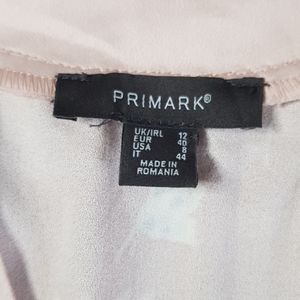 PRIMARK®
UK/IRL 12
EUR 40
USA 8
IT 44
MADE IN
ROMANIA